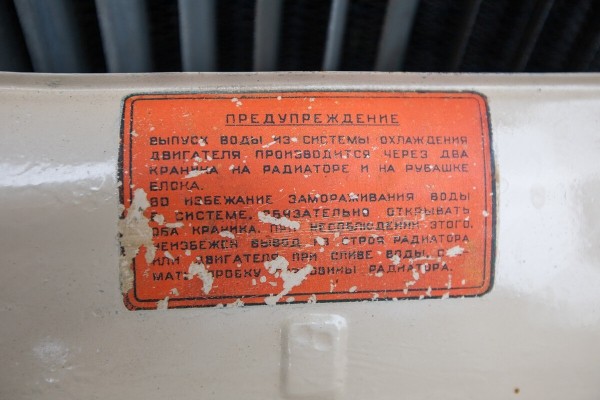 ПРЕДУПРЕЖДЕНИЕ
ВЫПУСК ВОДЫ ИЗ СИСТЕМЫ ОХЛАЖДЕНИЯ
ДВИГАТЕЛЯ ПРОИЗВОДИТСЯ ЧЕРЕЗ ДВА
КРАНИКА НА РАДИАТОРЕ И НА РУБАШКЕ
БЛОКА.
ВО ИЗБЕЖАНИЕ ЗАМОРАЖИВАНИЯ ВОДЫ
В СИСТЕМЕ, ОБЯЗАТЕЛЬНО ОТКРЫВАТЬ
ОБА КРАНИКА. ПРИ НЕСОБЛЮДЕНИИ ЭТОГО,
НЕИЗБЕЖЕН ВЫВОД ИЗ СТРОЯ РАДИАТОРА
ИЛИ ДВИГАТЕЛЯ. ПРИ СЛИВЕ ВОДЫ,
ПРОБКУ РАДИАТОРА.